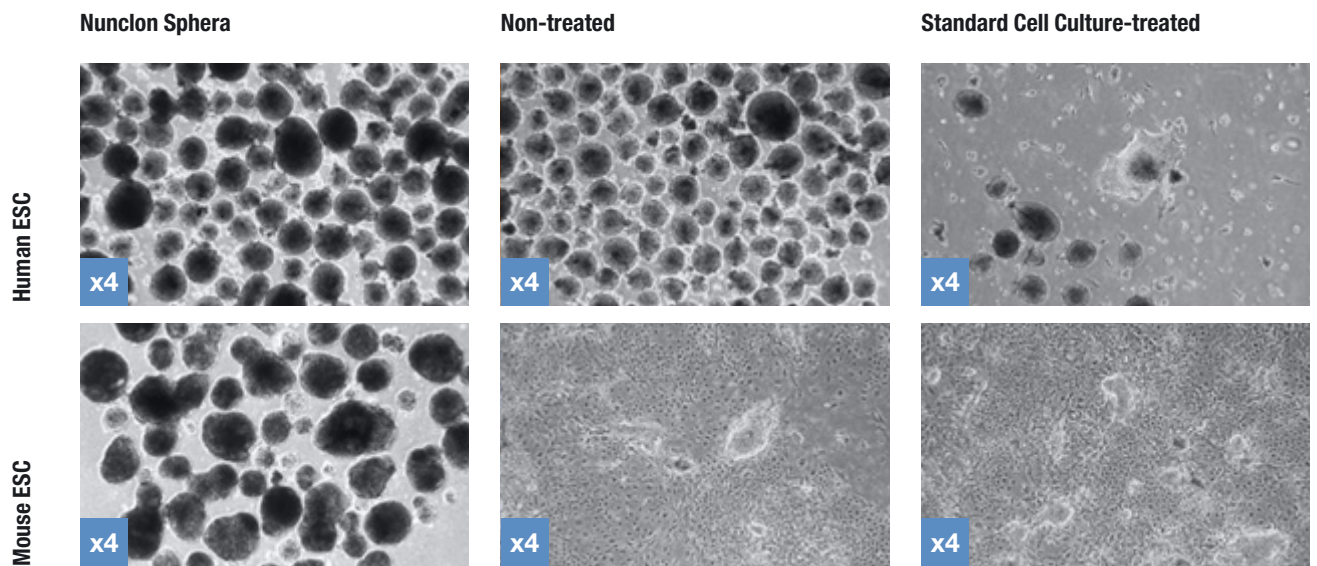 Nunclon Sphera
Non-treated
Standard Cell Culture-treated
Human ESC
x4
x4
x4
Mouse ESC
x4
x4
x4